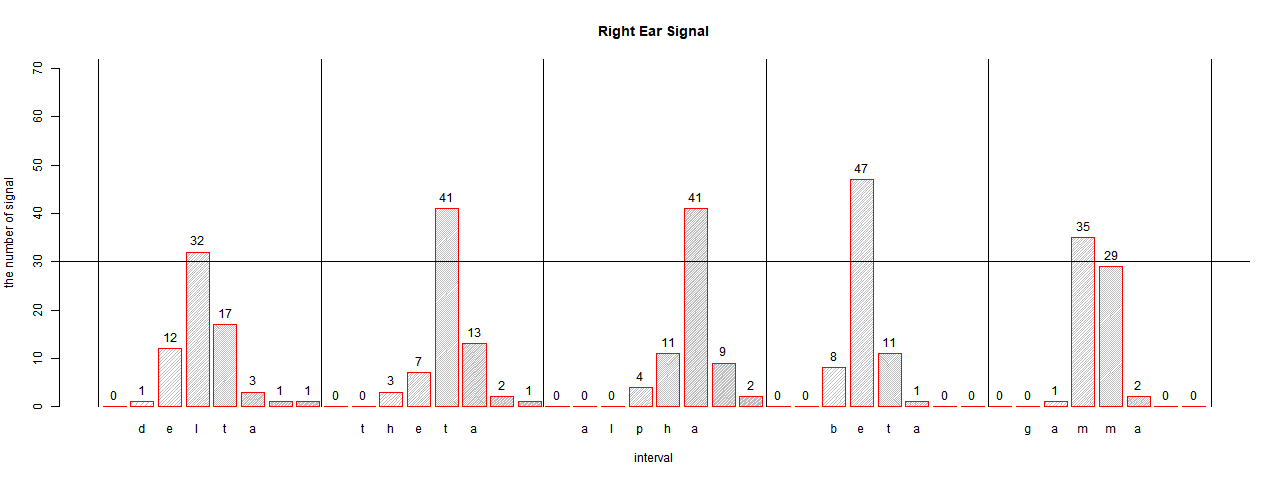 Right Ear Signal
the number of signal
70
60
50
40
30
20
10
0
0 1 12 32 17 3 1 1
0 0 3 7 41 13 2 1
0 0 0 4 11 41 9 2
0 0 8 47 11 1 0 0
0 0 1 35 29 2 0 0
d e l t a t h e t a a l p h a b e t a g a m m a
interval